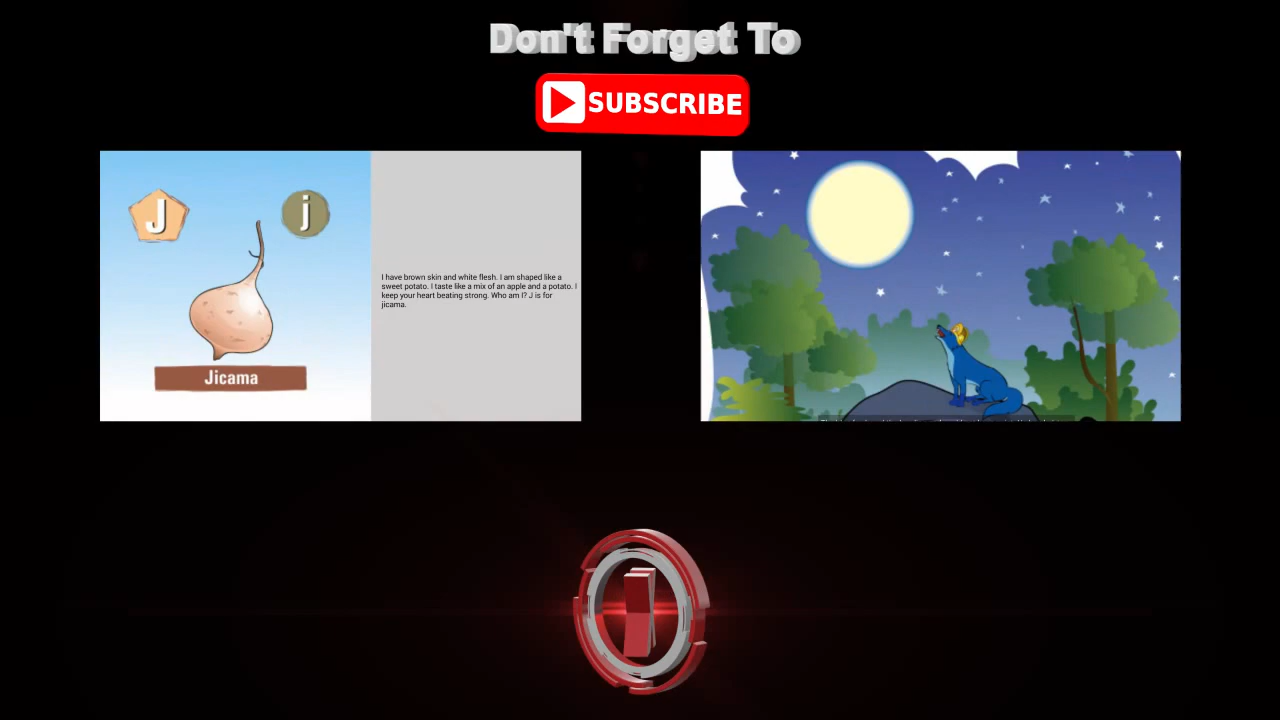 Don't Forget To
SUBSCRIBE
J
j
Jicama
I have brown skin and white flesh. I am shaped like a
sweet potato. I taste like a mix of an apple and a potato. I
keep your heart beating strong. Who am I? J is for
jicama.